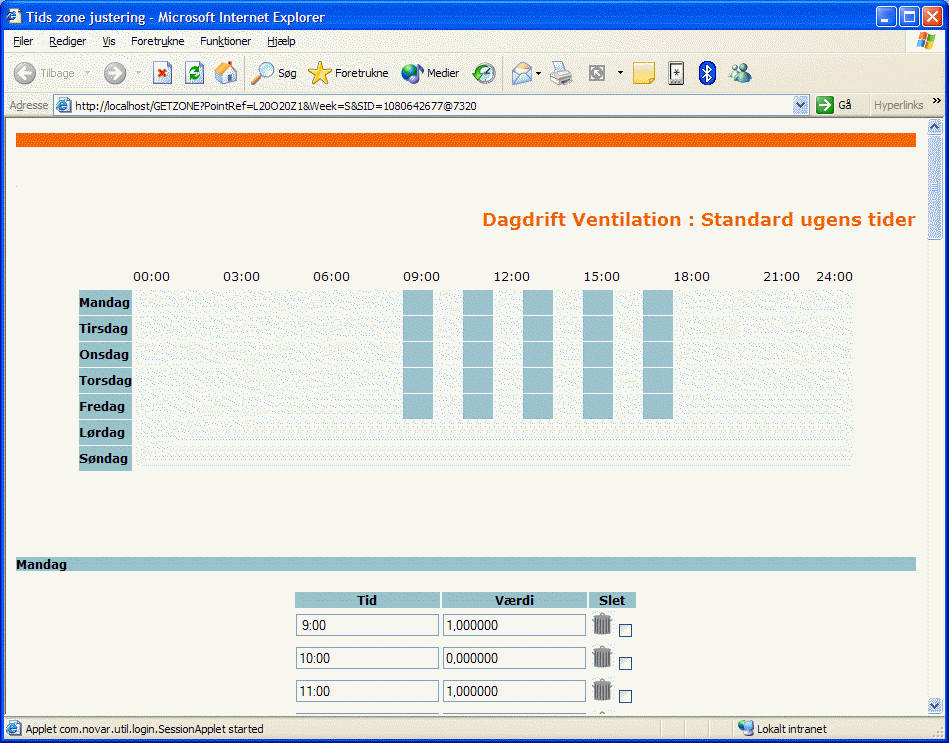 Tids zone justering - Microsoft Internet Explorer
Filer Rediger Vis Foretrukne Funktioner Hjælp
Tilbage Søg Foretrukne Medier
Adresse http://localhost/GETZONE?PointRef=L20O20Z1&Week=S&SID=1080642677@7320 Gå Hyperlinks »
Dagdrift Ventilation : Standard ugens tider
00:00 03:00 06:00 09:00 12:00 15:00 18:00 21:00 24:00
Mandag
Tirsdag
Onsdag
Torsdag
Fredag
Lørdag
Søndag
Mandag
Tid Værdi Slet
9:00 1,000000
10:00 0,000000
11:00 1,000000
Applet com.novar.util.login.SessionApplet started Lokalt intranet